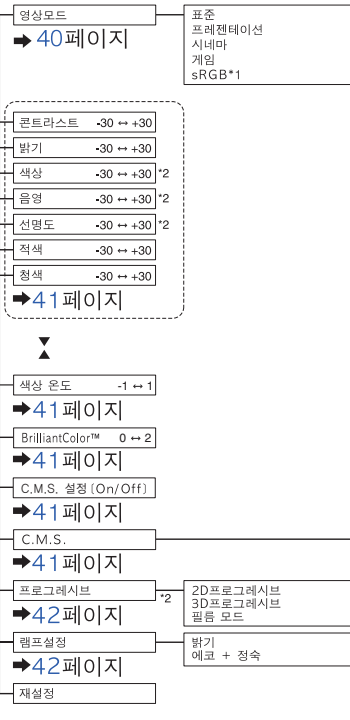 영상모드
➡ 40페이지
표준
프레젠테이션
시네마
게임
sRGB*1
콘트라스트 -30 ↔ +30
밝기 -30 ↔ +30
색상 -30 ↔ +30 *2
음영 -30 ↔ +30 *2
선명도 -30 ↔ +30 *2
적색 -30 ↔ +30
청색 -30 ↔ +30
➡41페이지
색상 온도 -1 ↔ 1
➡41페이지
BrilliantColor™ 0 ↔ 2
➡41페이지
C.M.S. 설정 (On/Off)
➡41페이지
C.M.S.
➡41페이지
프로그레시브 *2
➡42페이지
2D프로그레시브
3D프로그레시브
필름 모드
램프설정
➡42페이지
밝기
에코 + 정숙
재설정